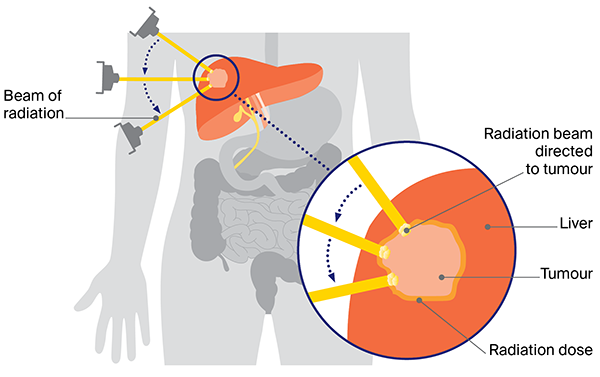 Beam of
radiation
Radiation beam
directed
to tumour
Liver
Tumour
Radiation dose